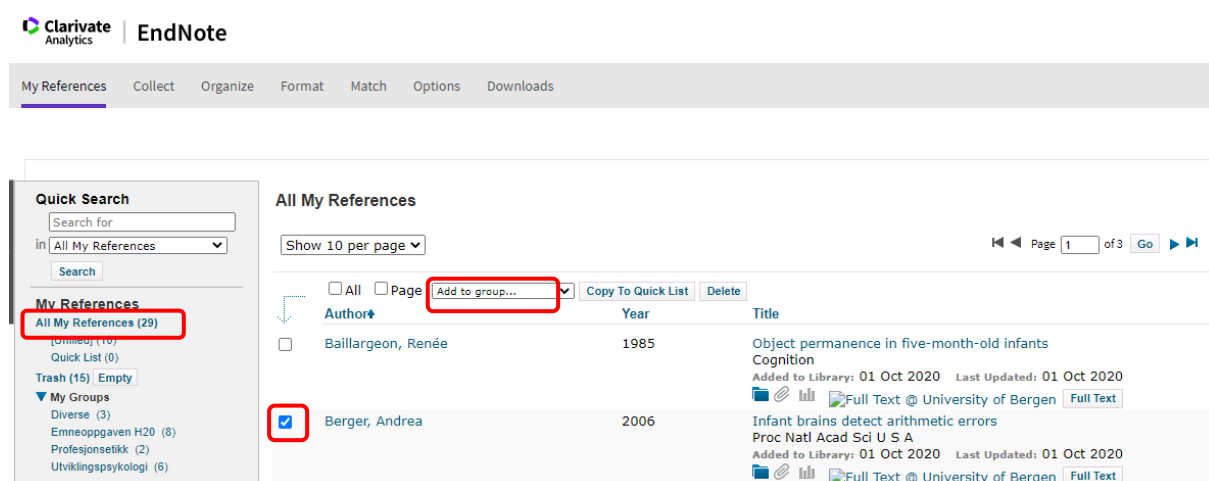 Clarivate
Analytics
EndNote
My References Collect Organize Format Match Options Downloads
Quick Search
Search for
in All My References
Search
My References
All My References (29)
[Unfiled] (10)
Quick List (0)
Trash (15) Empty
My Groups
Diverse (3)
Emneoppgaven H20 (8)
Profesjonsetikk (2)
Utviklingspsykologi (6)
All My References
Show 10 per page
Page 1 of 3 Go
All Page Add to group... Copy To Quick List Delete
Author Year Title
Baillargeon, Renée 1985 Object permanence in five-month-old infants
Cognition
Added to Library: 01 Oct 2020 Last Updated: 01 Oct 2020
Full Text @ University of Bergen Full Text
Berger, Andrea 2006 Infant brains detect arithmetic errors
Proc Natl Acad Sci U S A
Added to Library: 01 Oct 2020 Last Updated: 01 Oct 2020
Full Text @ University of Bergen Full Text